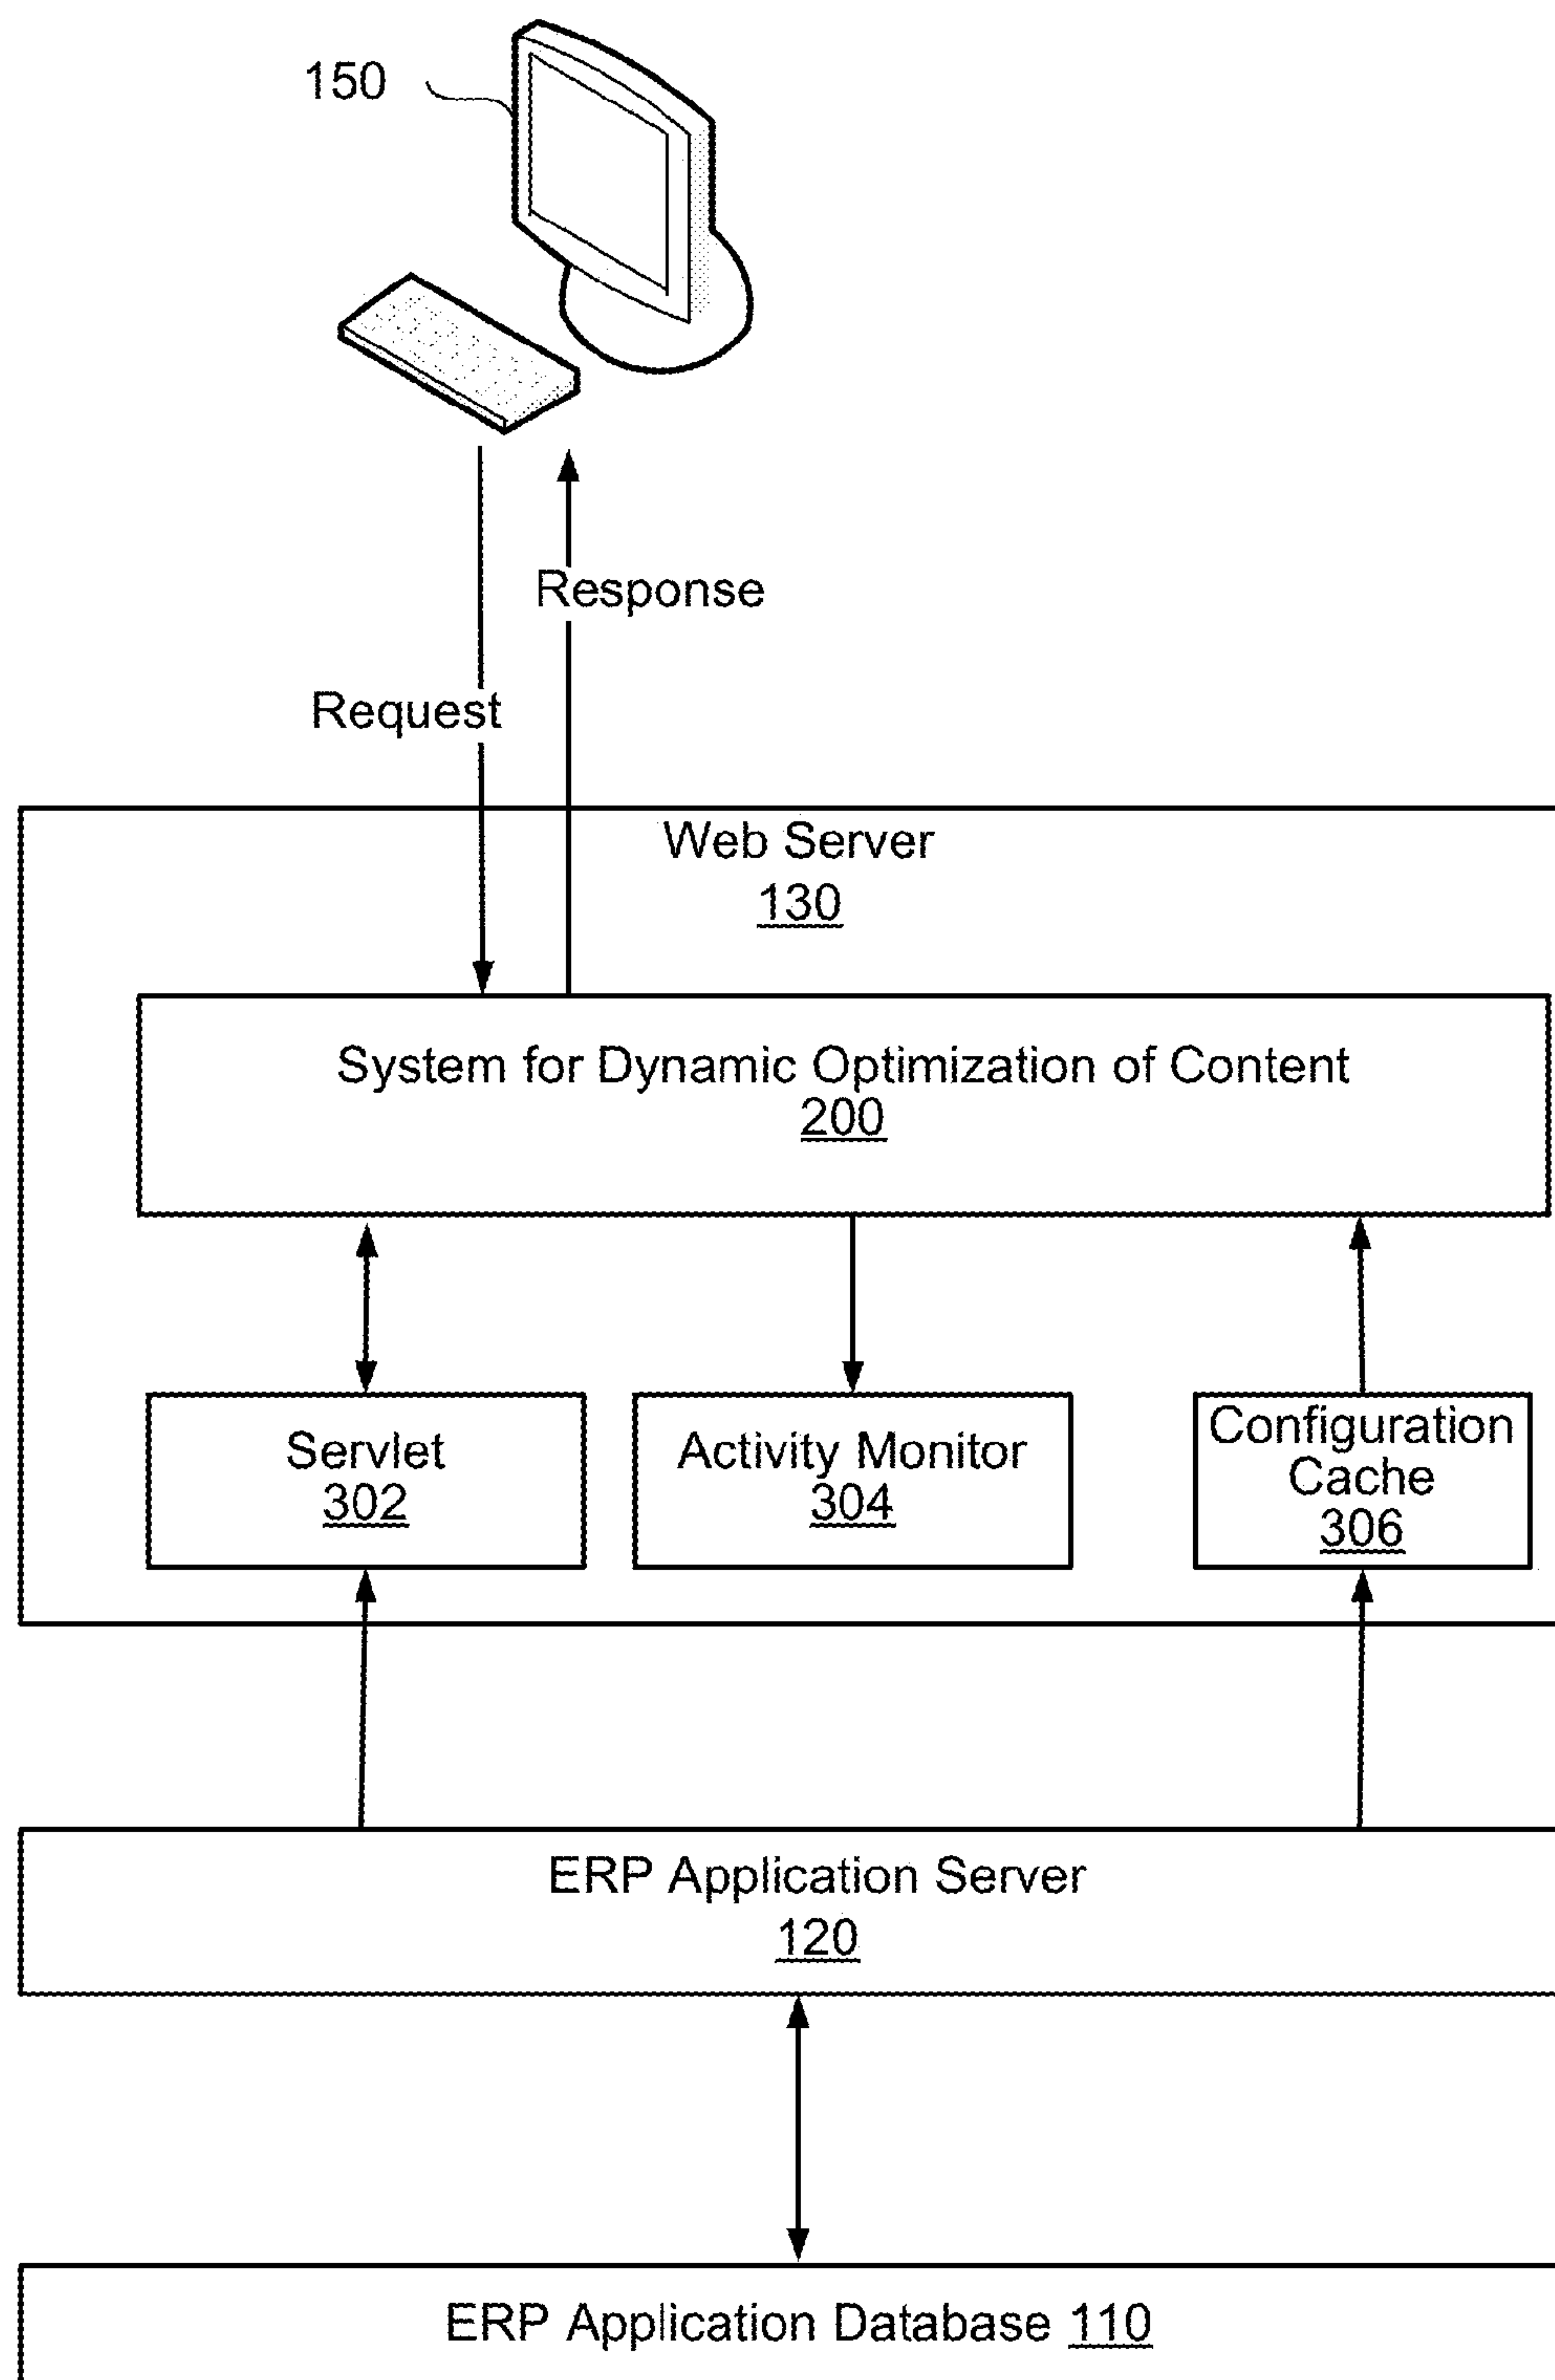 150
Response
Request
Web Server
130
System for Dynamic Optimization of Content
200
Servlet
302
Activity Monitor
304
Configuration
Cache
306
ERP Application Server
120
ERP Application Database 110